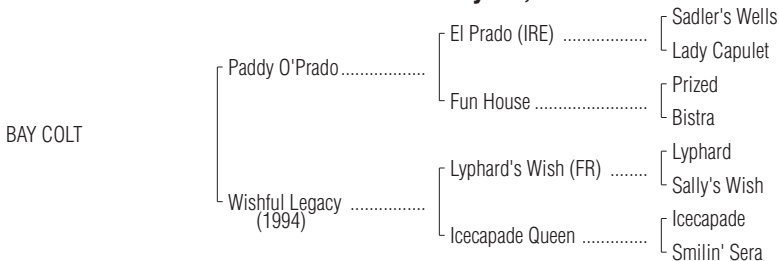 Sadler's Wells
El Prado (IRE) ..................
Lady Capulet
Paddy O'Prado..................
Prized
Fun House ........................
Bistra
BAY COLT
Lyphard
Lyphard's Wish (FR) ........
Sally's Wish
Wishful Legacy ................
(1994)
Icecapade
Icecapade Queen ..............
Smilin' Sera